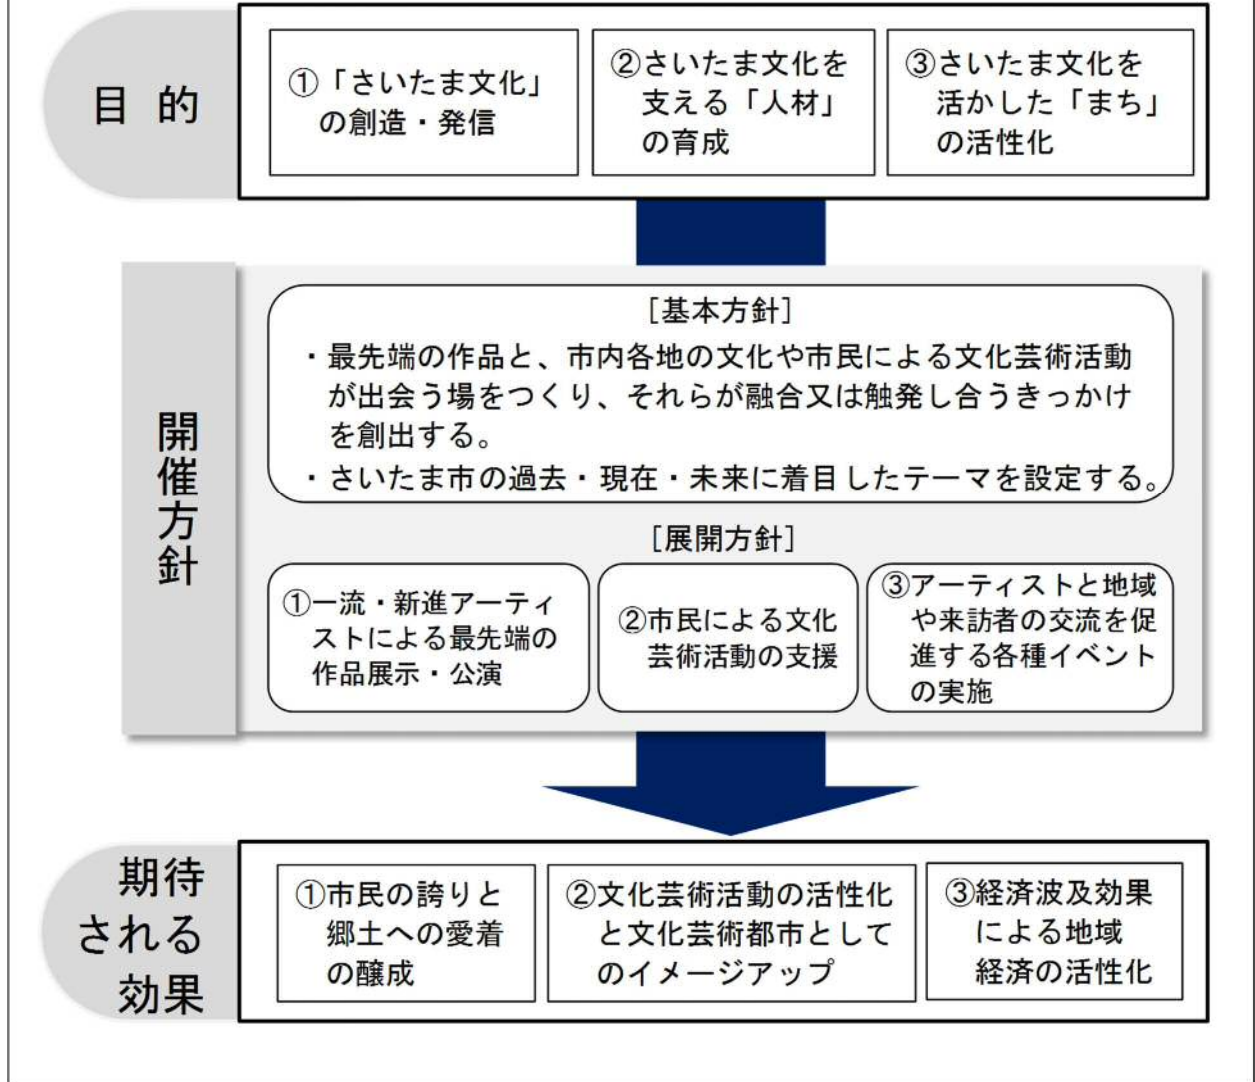 目的
①「さいたま文化」
の創造・発信
②さいたま文化を
支える「人材」
の育成
③さいたま文化を
活かした「まち」
の活性化
開催方針
［基本方針］
・最先端の作品と、市内各地の文化や市民による文化芸術活動
が出会う場をつくり、それらが融合又は触発し合うきっかけ
を創出する。
・さいたま市の過去・現在・未来に着目したテーマを設定する。
［展開方針］
①一流・新進アーティ
ストによる最先端の
作品展示・公演
②市民による文化
芸術活動の支援
③アーティストと地域
や来訪者の交流を促
進する各種イベント
の実施
期待
される
効果
①市民の誇りと
郷土への愛着
の醸成
②文化芸術活動の活性化
と文化芸術都市として
のイメージアップ
③経済波及効果
による地域
経済の活性化